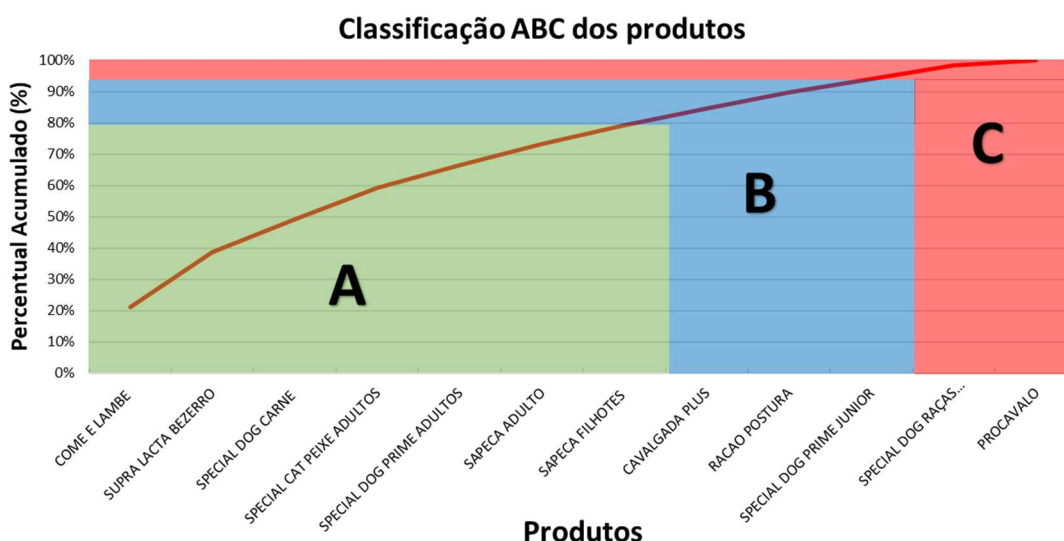 Classificação ABC dos produtos
Percentual Acumulado (%)
100%
90%
80%
70%
60%
50%
40%
30%
20%
10%
0%
A
B
C
COME E LAMBE
SUPRA LACTA BEZERRO
SPECIAL DOG CARNE
SPECIAL CAT PEIXE ADULTOS
SPECIAL DOG PRIME ADULTOS
SAPECA ADULTO
SAPECA FILHOTES
CAVALGADA PLUS
RACAO POSTURA
SPECIAL DOG PRIME JUNIOR
SPECIAL DOG RAÇAS...
PROCAVALO
Produtos